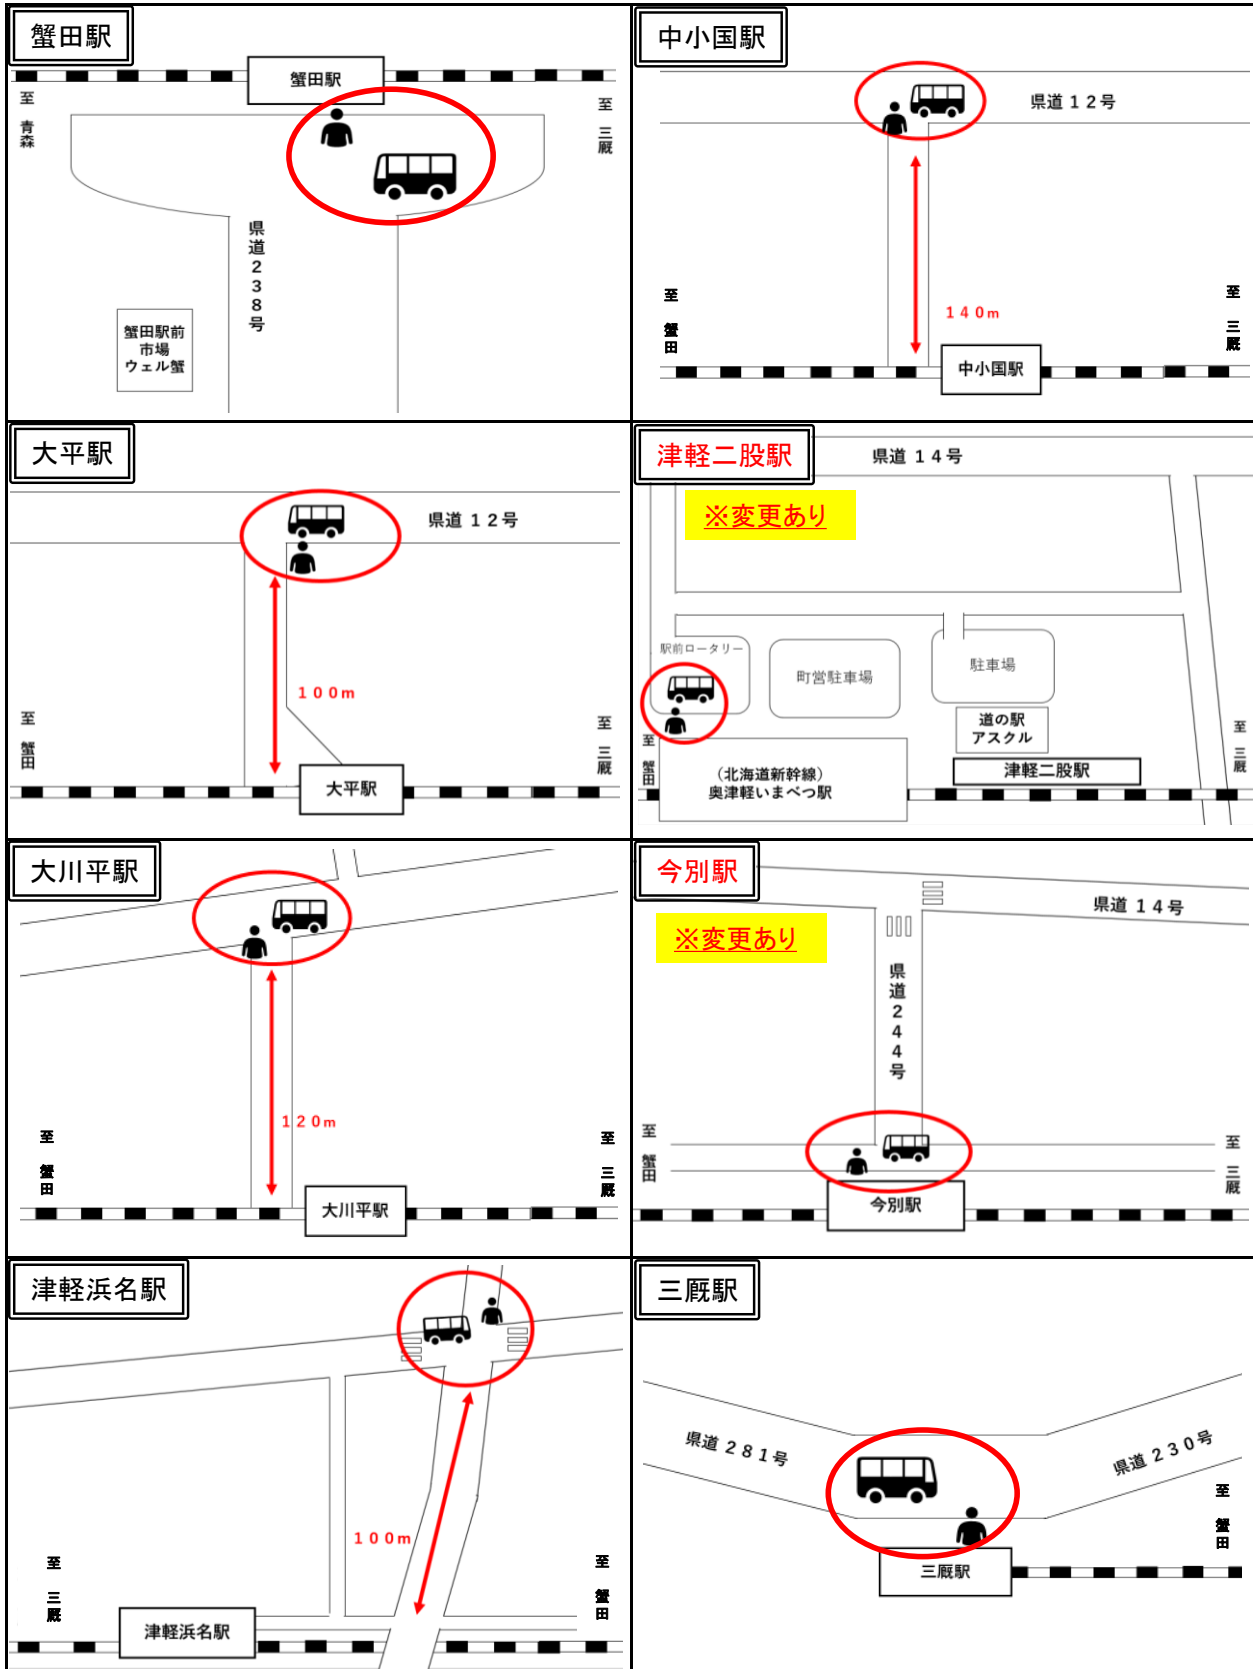 蟹田駅
蟹田駅
至 青森
至 三厩
県道238号
蟹田駅前
市場
ウェル蟹
中小国駅
県道12号
140m
至 蟹田
至 三厩
中小国駅
大平駅
県道12号
100m
至 蟹田
至 三厩
大平駅
津軽二股駅
県道14号
※変更あり
駅前ロータリー
町営駐車場
駐車場
道の駅
アスクル
至 蟹田
至 三厩
津軽二股駅
(北海道新幹線)
奥津軽いまべつ駅
大川平駅
120m
至 蟹田
至 三厩
大川平駅
今別駅
県道14号
※変更あり
県道244号
至 蟹田
至 三厩
今別駅
津軽浜名駅
100m
至 三厩
至 蟹田
津軽浜名駅
三厩駅
県道281号
県道230号
至 蟹田
三厩駅